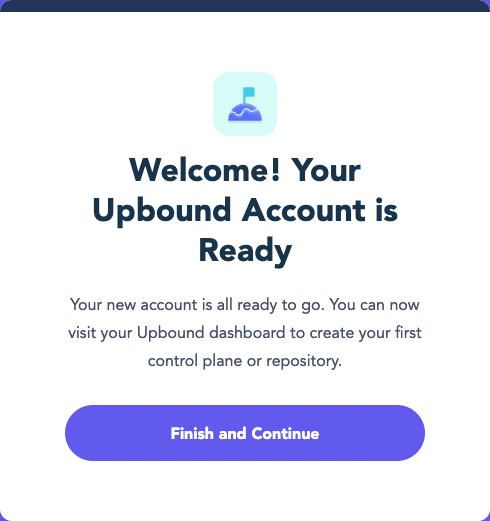 Welcome! Your
Upbound Account is
Ready
Your new account is all ready to go. You can now
visit your Upbound dashboard to create your first
control plane or repository.
Finish and Continue